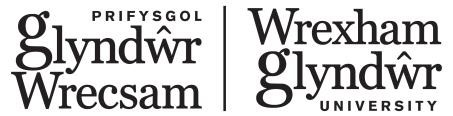 PRIFYSGOL
glyndŵr
Wrecsam
Wrexham
glyndŵr
UNIVERSITY